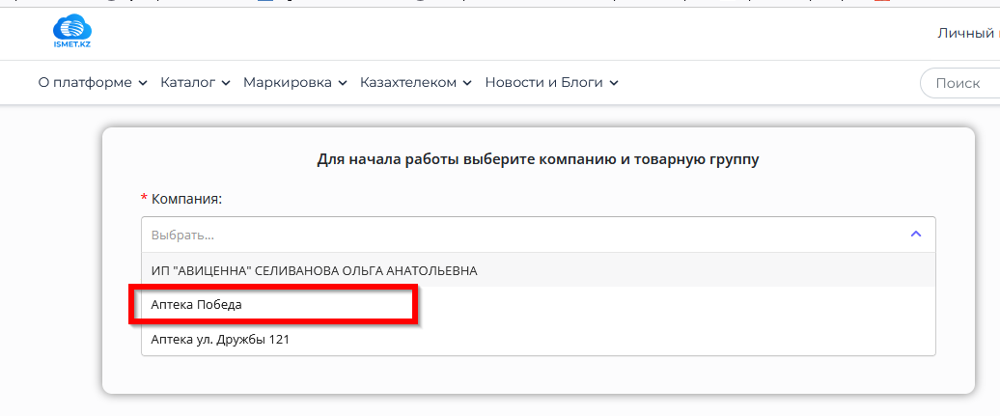 ISMET.KZ
Личный
О платформе Каталог Маркировка Казахтелеком Новости и Блоги Поиск
Для начала работы выберите компанию и товарную группу
* Компания:
Выбрать...
ИП "АВИЦЕННА" СЕЛИВАНОВА ОЛЬГА АНАТОЛЬЕВНА
Аптека Победа
Аптека ул. Дружбы 121